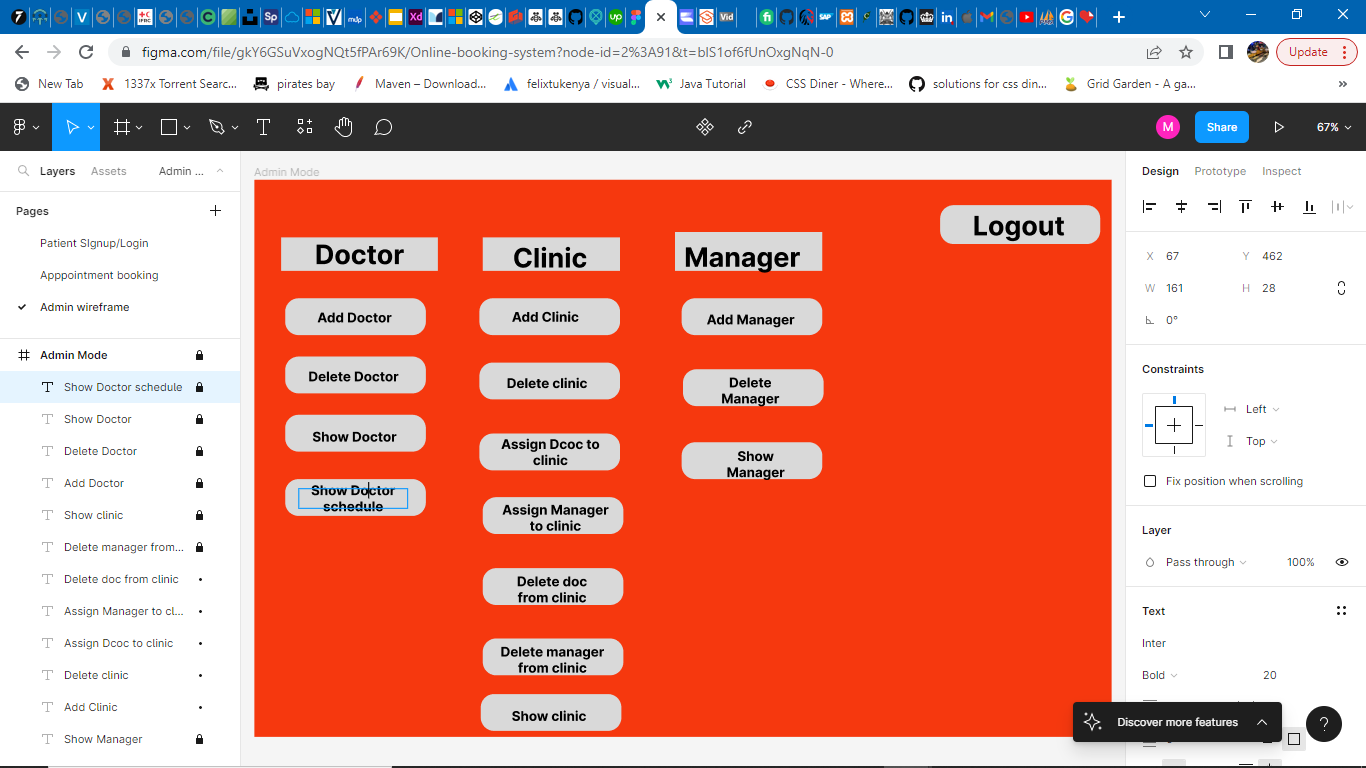 figma.com/file/gkY6GSuVxogNQt5fPAr69K/Online-booking-system?node-id=2%3A91&t=blS1of6fUnOxgNqN-0
Update
New Tab
1337x Torrent Searc...
pirates bay
Maven – Download...
felixtukenya / visual...
Java Tutorial
CSS Diner - Where...
solutions for css din...
Grid Garden - A ga...
»
M
Share
67%
Layers
Assets
Admin ...
Pages
Patient SIgnup/Login
Apppointment booking
Admin wireframe
Admin Mode
Show Doctor schedule
Show Doctor
Delete Doctor
Add Doctor
Show clinic
Delete manager from...
Delete doc from clinic
Assign Manager to cl...
Assign Dcoc to clinic
Delete clinic
Add Clinic
Show Manager
Admin Mode
Logout
Doctor
Add Doctor
Delete Doctor
Show Doctor
Show Doctor
schedule
Clinic
Add Clinic
Delete clinic
Assign Dcoc to
clinic
Assign Manager
to clinic
Delete doc
from clinic
Delete manager
from clinic
Show clinic
Manager
Add Manager
Delete
Manager
Show
Manager
Design
Prototype
Inspect
X 67
Y 462
W 161
H 28
0°
Constraints
Left
Top
Fix position when scrolling
Layer
Pass through
100%
Text
Inter
Bold
20
Discover more features
?